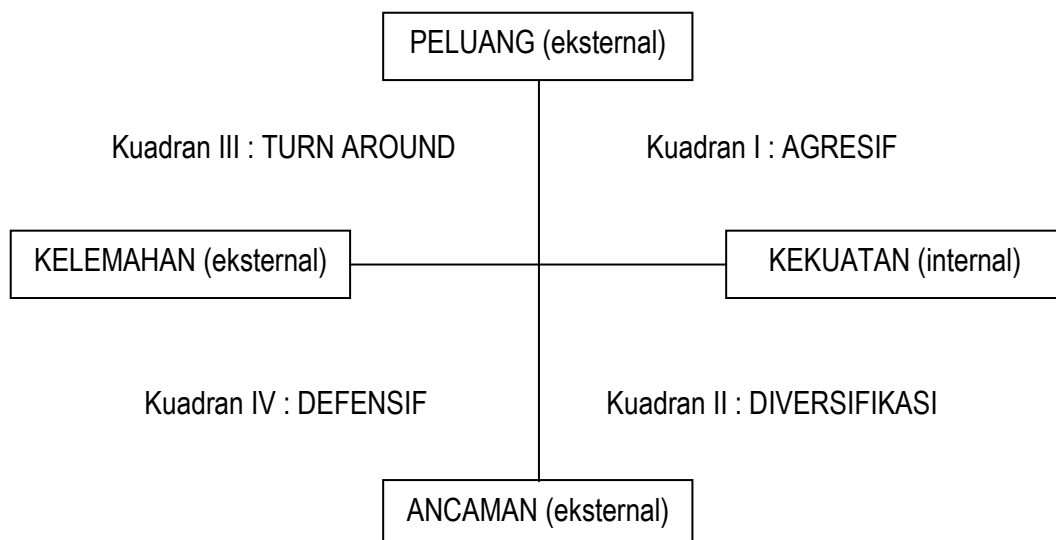 PELUANG (eksternal)
Kuadran III : TURN AROUND
Kuadran I : AGRESIF
KELEMAHAN (eksternal)
KEKUATAN (internal)
Kuadran IV : DEFENSIF
Kuadran II : DIVERSIFIKASI
ANCAMAN (eksternal)